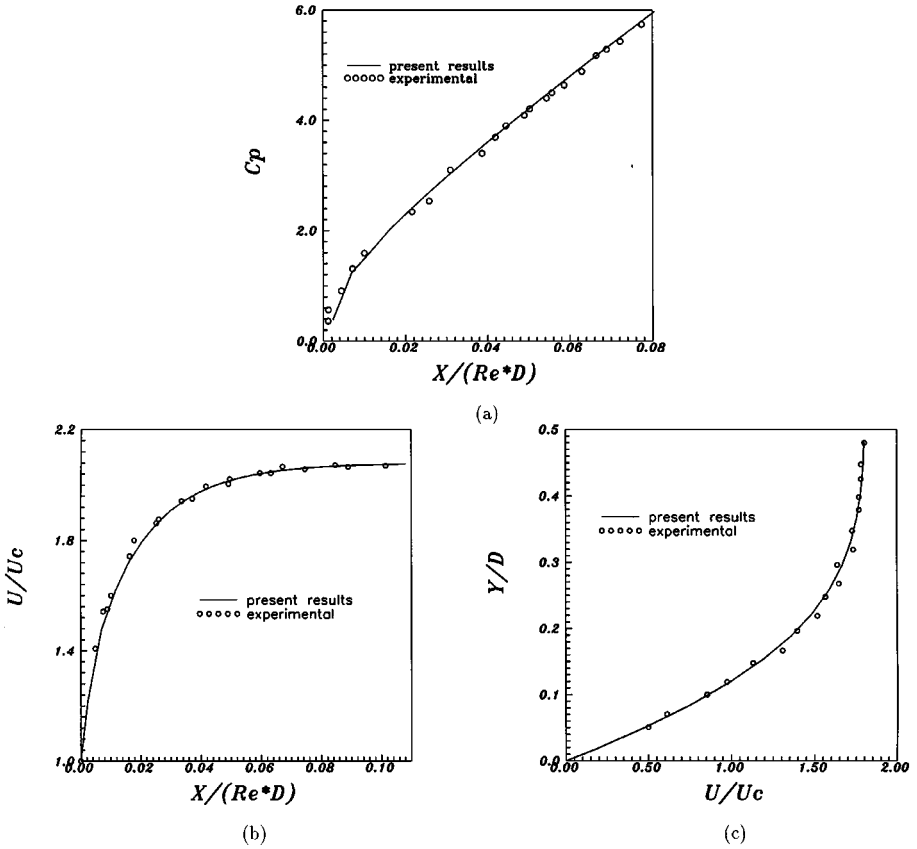 6.0
present results
experimental
4.0
Cp
2.0
0.0
0.00 0.02 0.04 0.06 0.08
X/(Re*D)
(a)
2.2
1.8
U/Uc
present results
experimental
1.4
1.0
0.00 0.02 0.04 0.06 0.08 0.10
X/(Re*D)
(b)
0.5
0.4
present results
experimental
Y/D
0.3
0.2
0.1
0.0
0.00 0.50 1.00 1.50 2.00
U/Uc
(c)